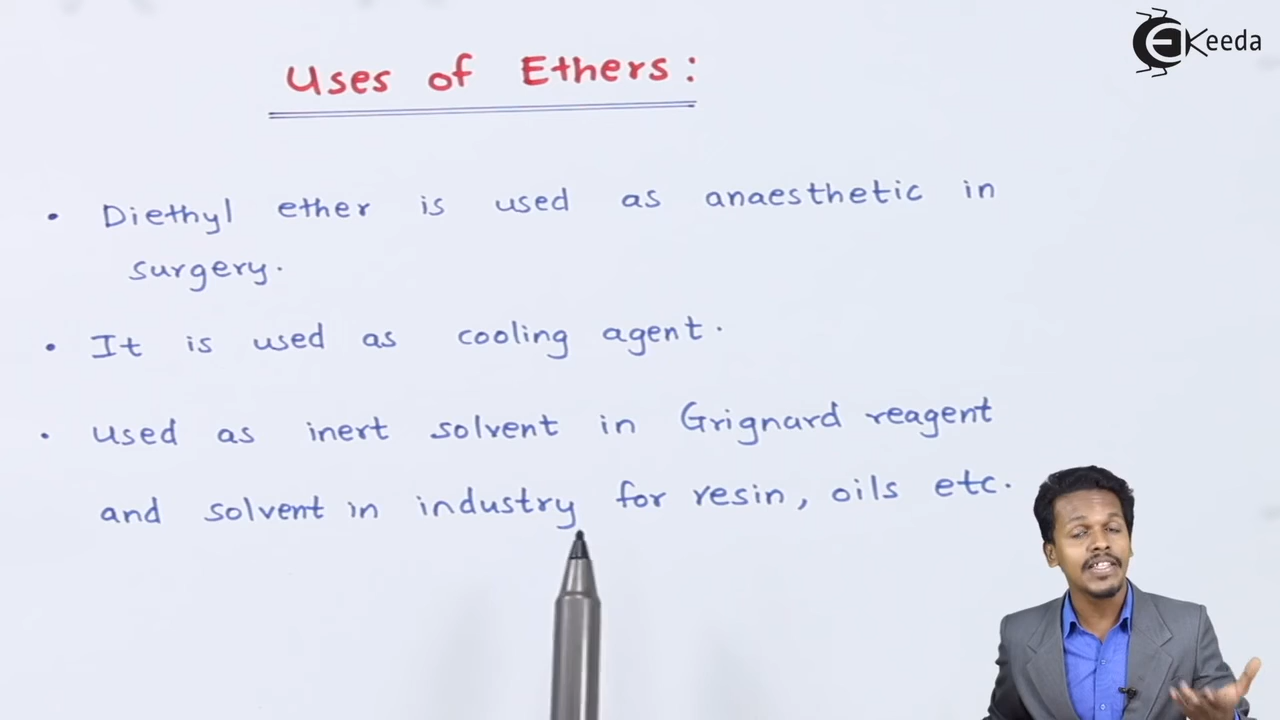 EKeeda
Uses of Ethers :
• Diethyl ether is used as anaesthetic in
surgery.
• It is used as cooling agent.
• Used as inert solvent in Grignard reagent
and solvent in industry for resin, oils etc.